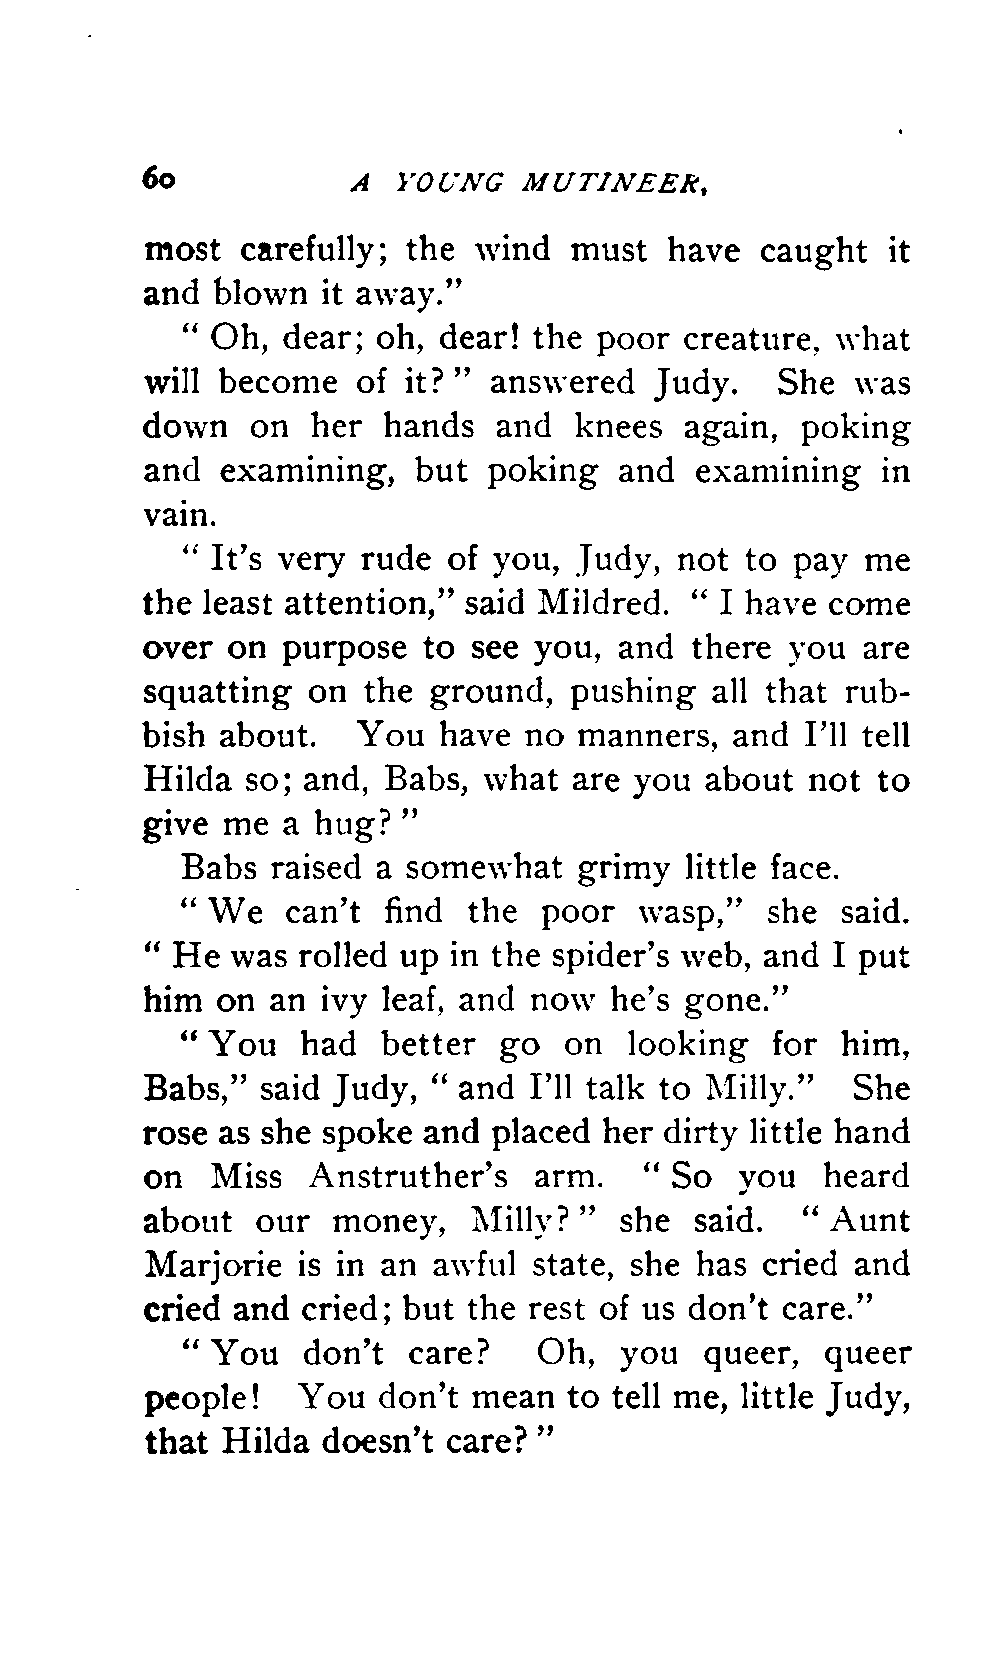 60 A YOUNG MUTINEER,
most carefully; the wind must have caught it
and blown it away."
" Oh, dear; oh, dear! the poor creature, what
will become of it? " answered Judy. She was
down on her hands and knees again, poking
and examining, but poking and examining in
vain.
" It's very rude of you, Judy, not to pay me
the least attention," said Mildred. " I have come
over on purpose to see you, and there you are
squatting on the ground, pushing all that rub-
bish about. You have no manners, and I'll tell
Hilda so; and, Babs, what are you about not to
give me a hug? "
Babs raised a somewhat grimy little face.
" We can't find the poor wasp," she said.
" He was rolled up in the spider's web, and I put
him on an ivy leaf, and now he's gone."
" You had better go on looking for him,
Babs," said Judy, " and I'll talk to Milly." She
rose as she spoke and placed her dirty little hand
on Miss Anstruther's arm. " So you heard
about our money, Milly? " she said. " Aunt
Marjorie is in an awful state, she has cried and
cried and cried; but the rest of us don't care."
" You don't care? Oh, you queer, queer
people! You don't mean to tell me, little Judy,
that Hilda doesn't care? "